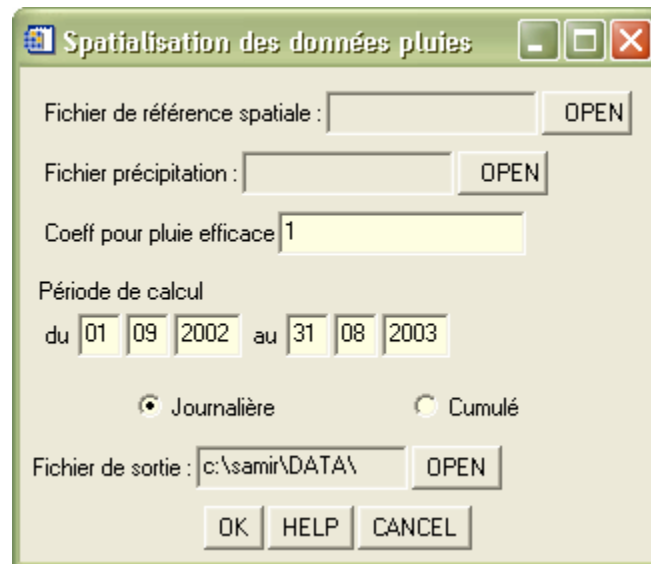 Spatialisation des données pluies
Fichier de référence spatiale : OPEN
Fichier précipitation : OPEN
Coeff pour pluie efficace 1
Période de calcul
du 01 09 2002 au 31 08 2003
Journalière Cumulé
Fichier de sortie : c:\samir\DATA\ OPEN
OK HELP CANCEL